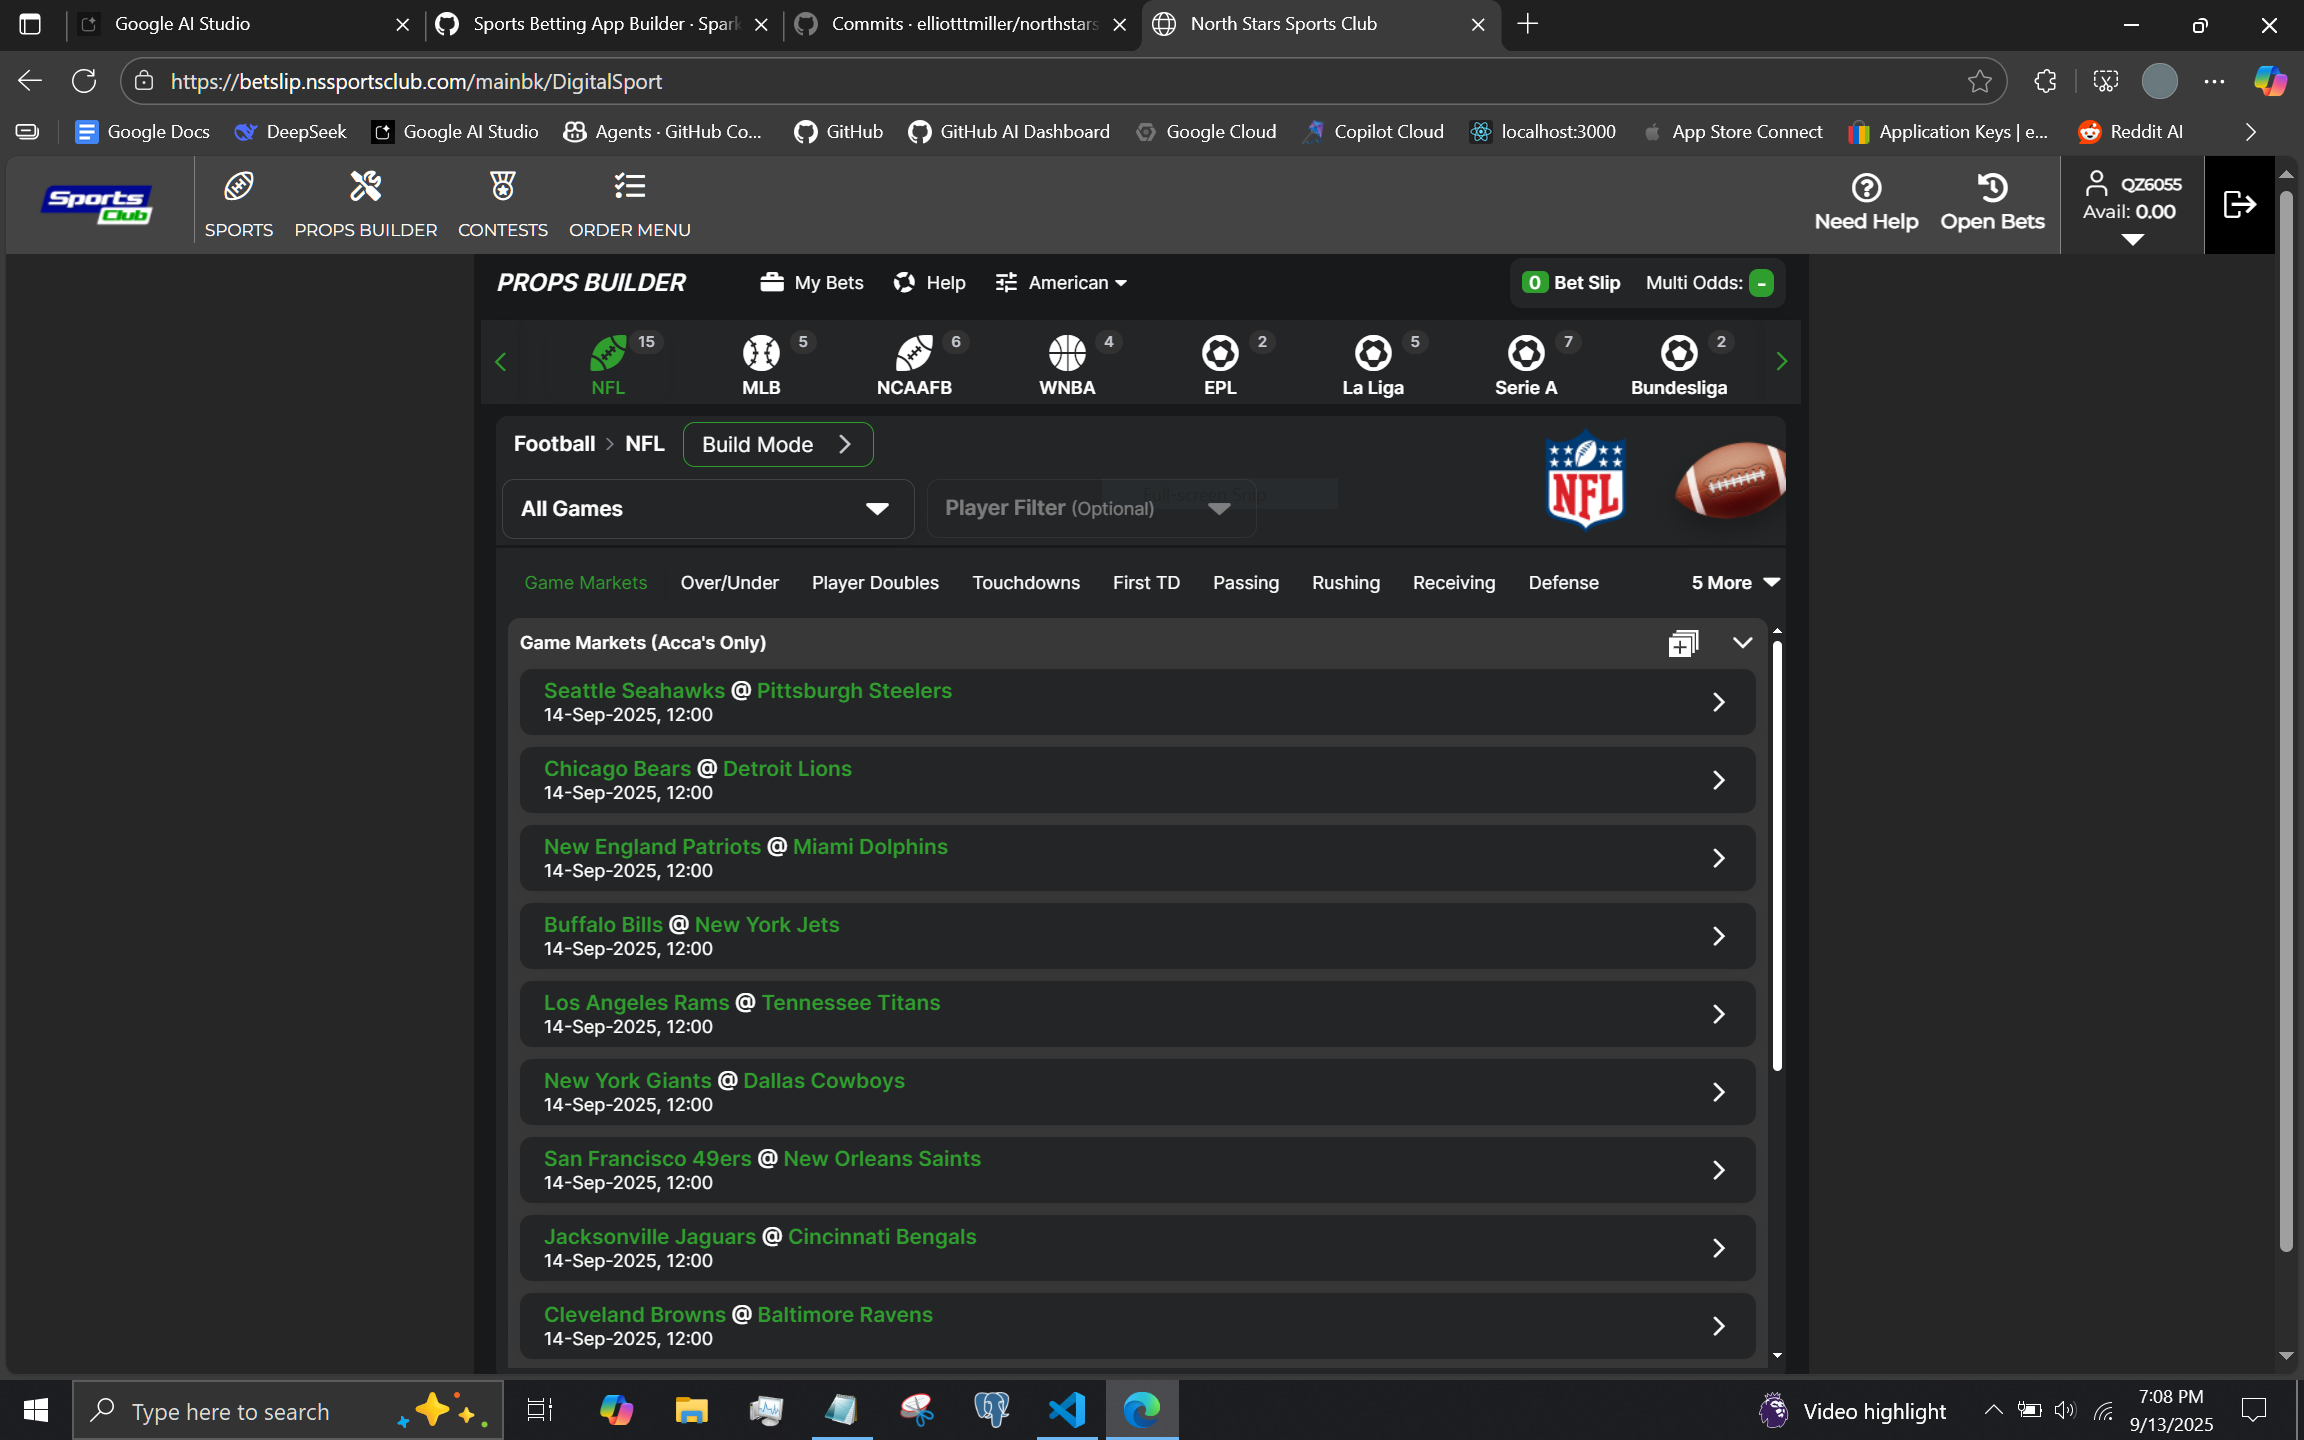 Google AI Studio
Sports Betting App Builder · Spark
Commits · elliotttmiller/northstars
North Stars Sports Club
https://betslip.nssportsclub.com/mainbk/DigitalSport
Google Docs
DeepSeek
Google AI Studio
Agents · GitHub Co...
GitHub
GitHub AI Dashboard
Google Cloud
Copilot Cloud
localhost:3000
App Store Connect
Application Keys | e...
Reddit AI
Sports
Club
SPORTS
PROPS BUILDER
CONTESTS
ORDER MENU
Need Help
Open Bets
QZ6055
Avail: 0.00
PROPS BUILDER
My Bets
Help
American
0 Bet Slip
Multi Odds: -
NFL 15
MLB 5
NCAAFB 6
WNBA 4
EPL 2
La Liga 5
Serie A 7
Bundesliga 2
Football > NFL
Build Mode
NFL
All Games
Player Filter (Optional)
Full-screen Snip
Game Markets
Over/Under
Player Doubles
Touchdowns
First TD
Passing
Rushing
Receiving
Defense
5 More
Game Markets (Acca's Only)
Seattle Seahawks @ Pittsburgh Steelers
14-Sep-2025, 12:00
Chicago Bears @ Detroit Lions
14-Sep-2025, 12:00
New England Patriots @ Miami Dolphins
14-Sep-2025, 12:00
Buffalo Bills @ New York Jets
14-Sep-2025, 12:00
Los Angeles Rams @ Tennessee Titans
14-Sep-2025, 12:00
New York Giants @ Dallas Cowboys
14-Sep-2025, 12:00
San Francisco 49ers @ New Orleans Saints
14-Sep-2025, 12:00
Jacksonville Jaguars @ Cincinnati Bengals
14-Sep-2025, 12:00
Cleveland Browns @ Baltimore Ravens
14-Sep-2025, 12:00
Type here to search
Video highlight
7:08 PM
9/13/2025